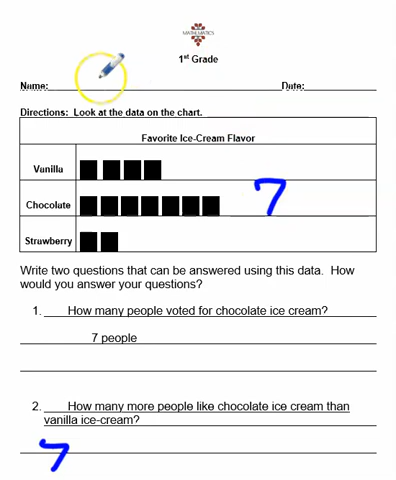 MATHEMATICS
1st Grade
Name: Date:
Directions: Look at the data on the chart.
Favorite Ice-Cream Flavor
Vanilla
Chocolate 7
Strawberry
Write two questions that can be answered using this data. How
would you answer your questions?
1. How many people voted for chocolate ice cream?
7 people
2. How many more people like chocolate ice cream than
vanilla ice-cream?
7